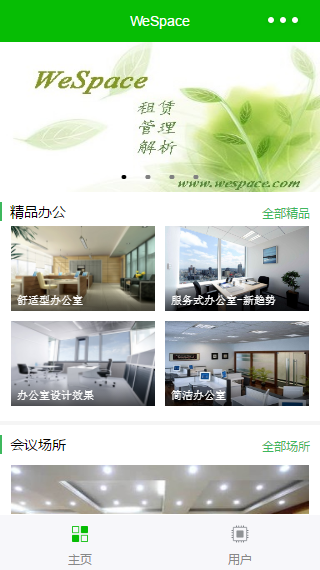 WeSpace
WeSpace
租赁
管理
解析
www.wespace.com
精品办公
全部精品
舒适型办公室
服务式办公室-新趋势
办公室设计效果
简洁办公室
会议场所
全部场所
主页
用户